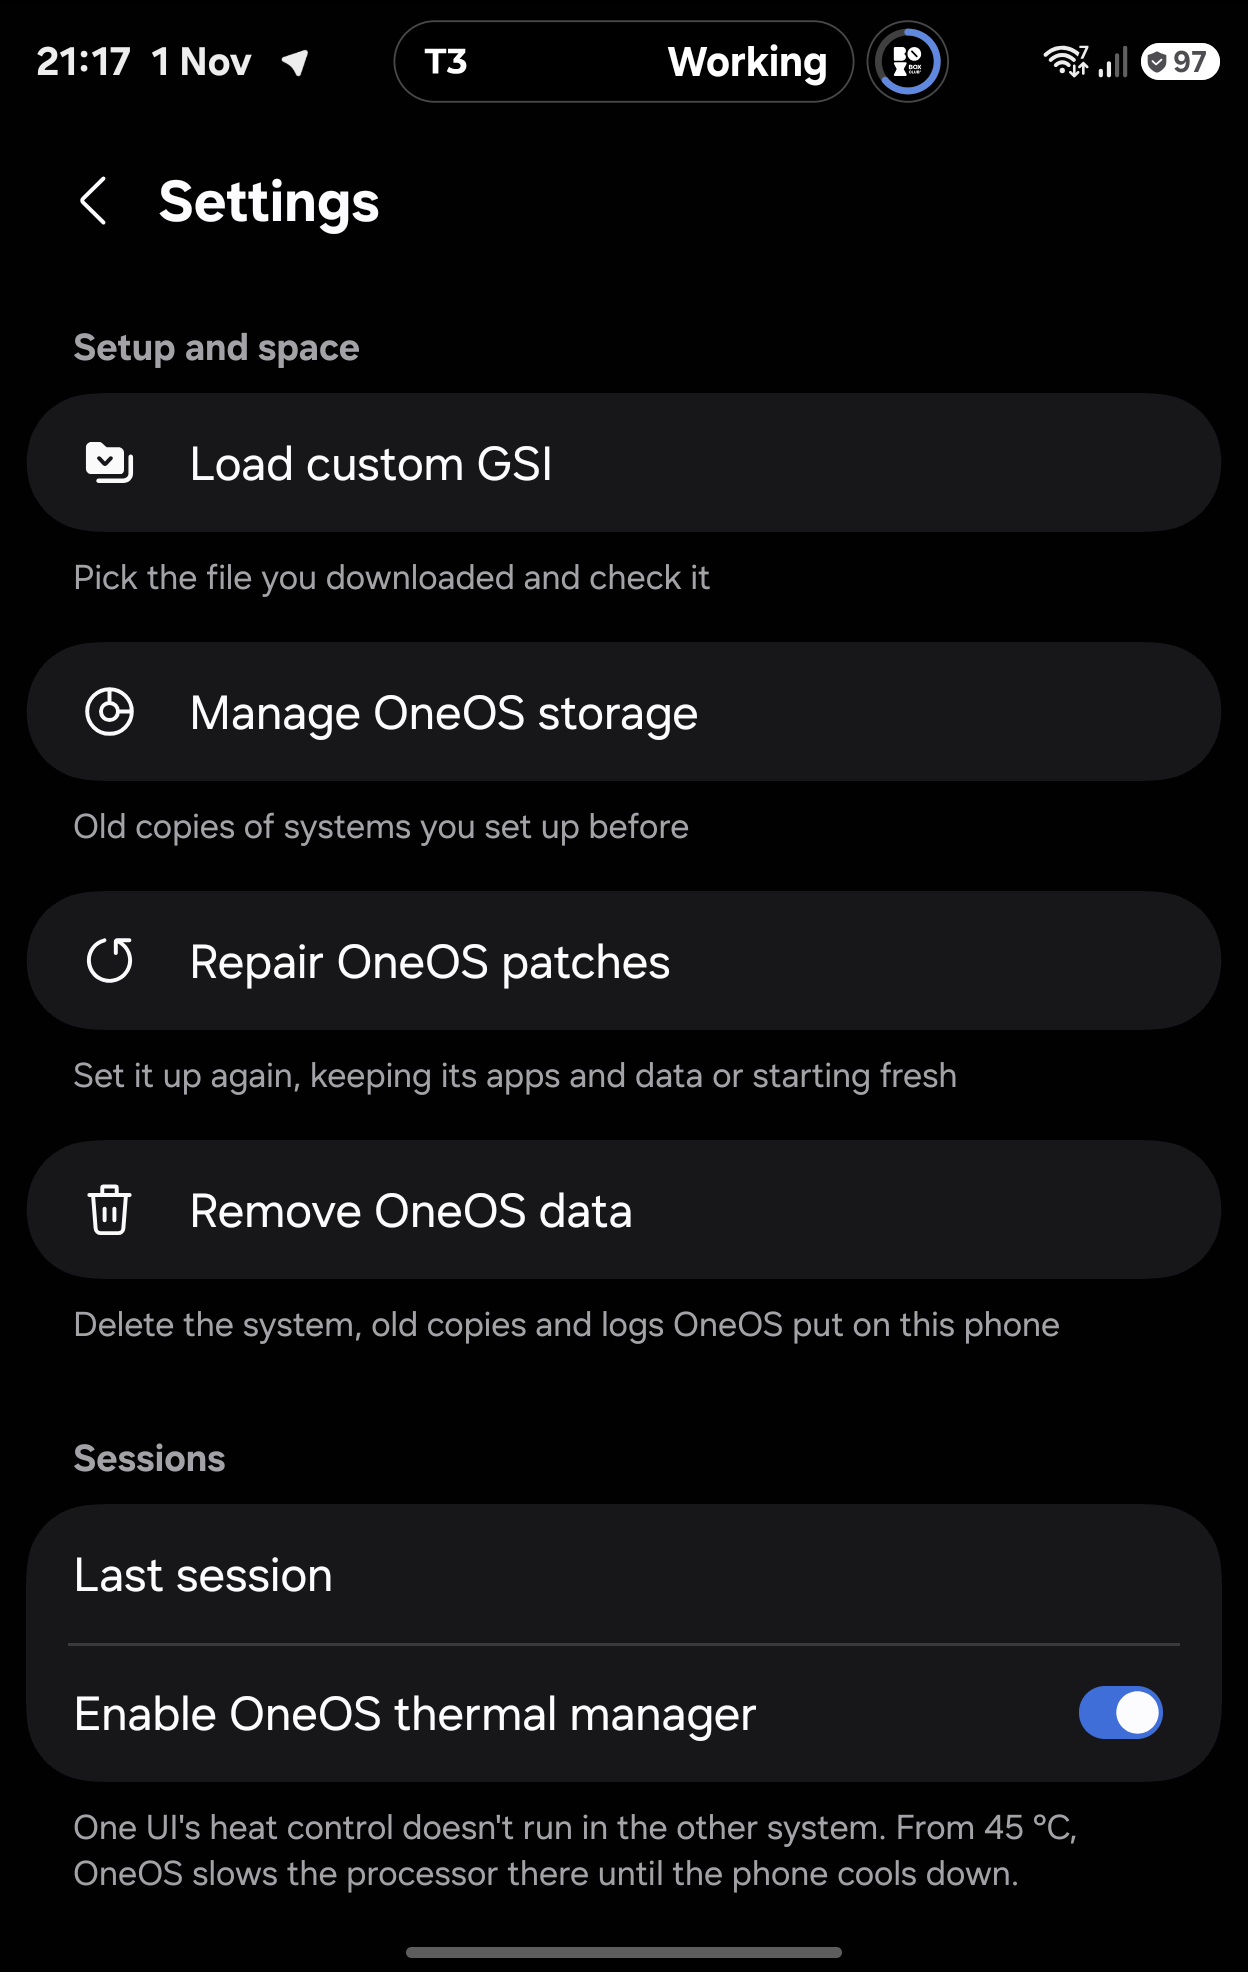 21:17 1 Nov
T3 Working
BOX
CLUB
7
97
Settings
Setup and space
Load custom GSI
Pick the file you downloaded and check it
Manage OneOS storage
Old copies of systems you set up before
Repair OneOS patches
Set it up again, keeping its apps and data or starting fresh
Remove OneOS data
Delete the system, old copies and logs OneOS put on this phone
Sessions
Last session
Enable OneOS thermal manager
One UI's heat control doesn't run in the other system. From 45 °C,
OneOS slows the processor there until the phone cools down.